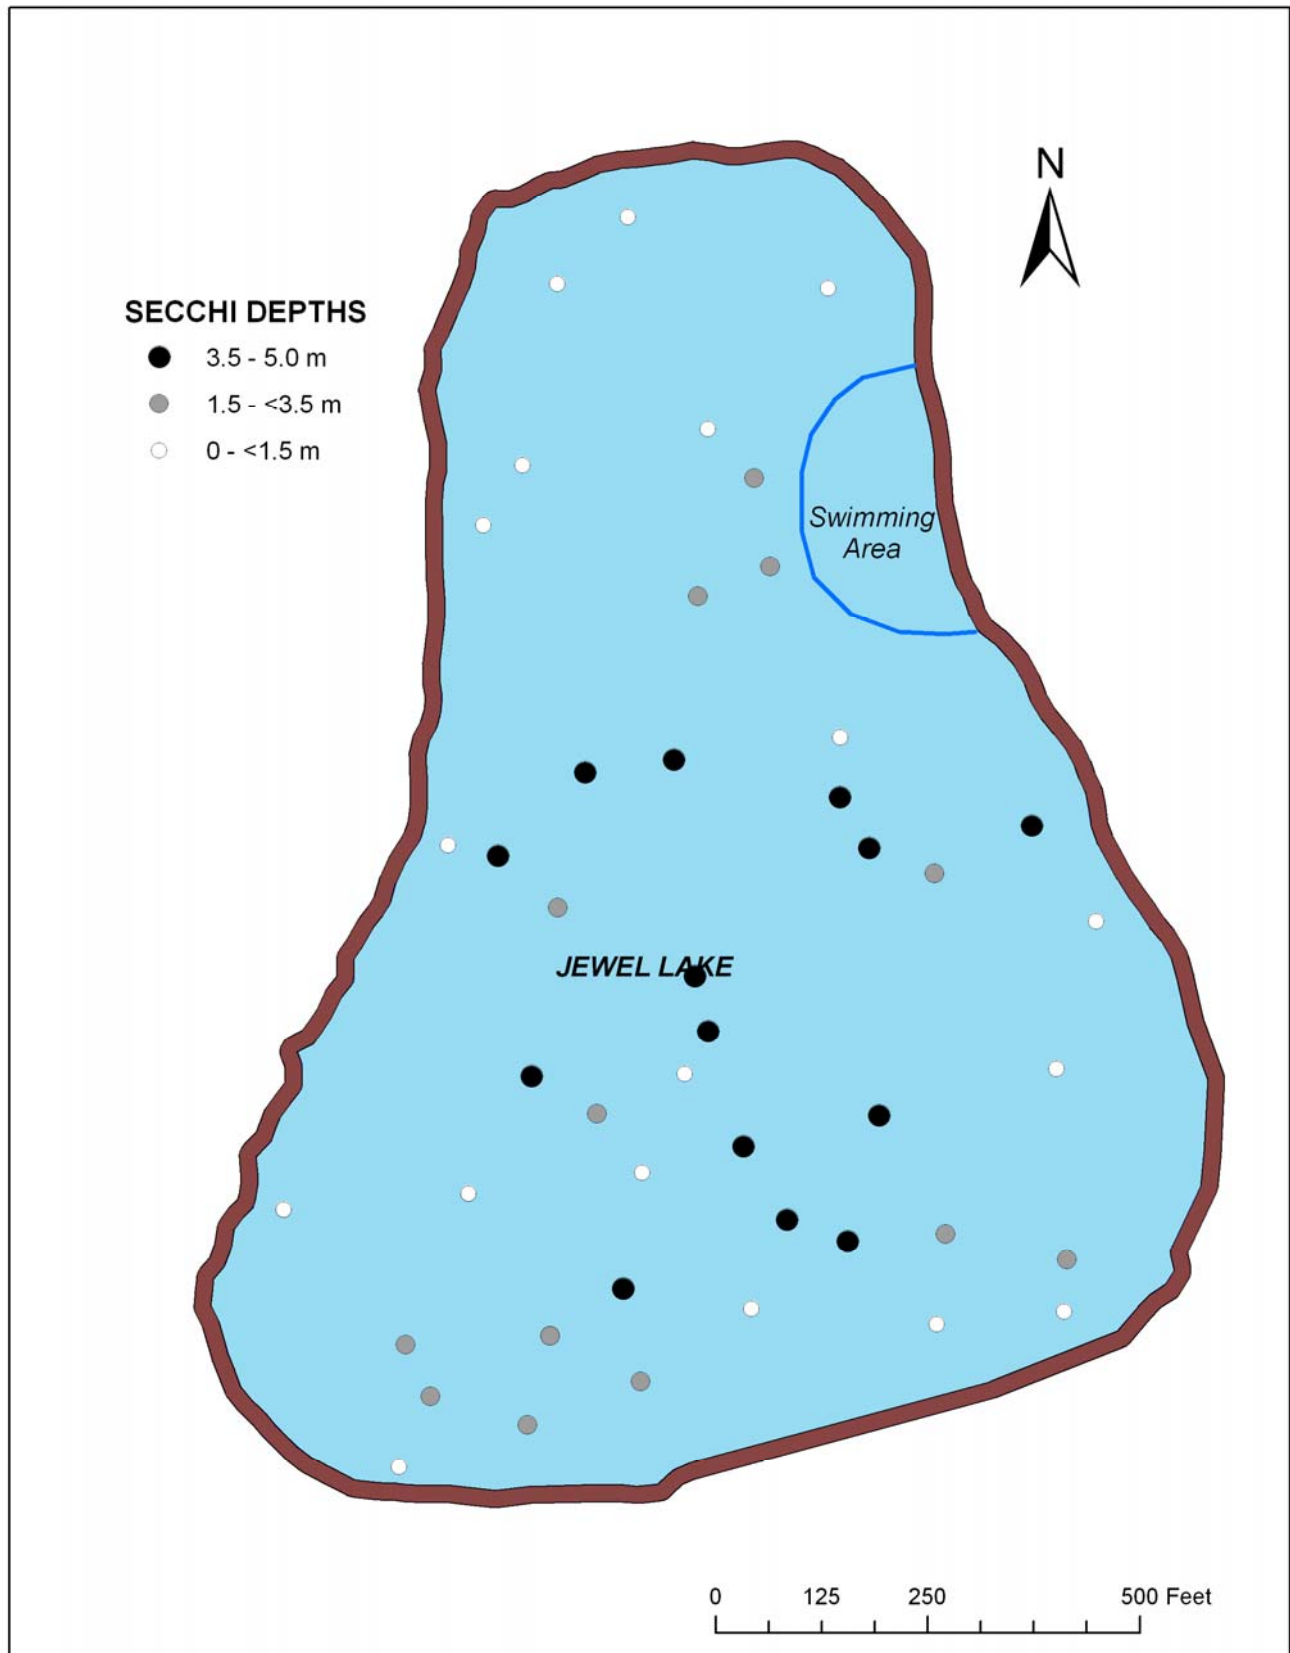 N
SECCHI DEPTHS
3.5 - 5.0 m
1.5 - <3.5 m
0 - <1.5 m
Swimming
Area
JEWEL LAKE
0 125 250 500 Feet